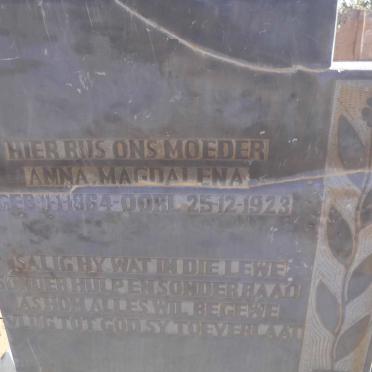 HIER RUS ONS MOEDER
ANNA MAGDALENA
GEB 1-1-1864-OORL 25-12-1923
SALIG HY WAT IN DIE LEWE
SONDER HULP EN SONDER RAAD
AS HOM ALLES WIL BEGEWE
VLUG TOT GOD SY TOEVERLAAT